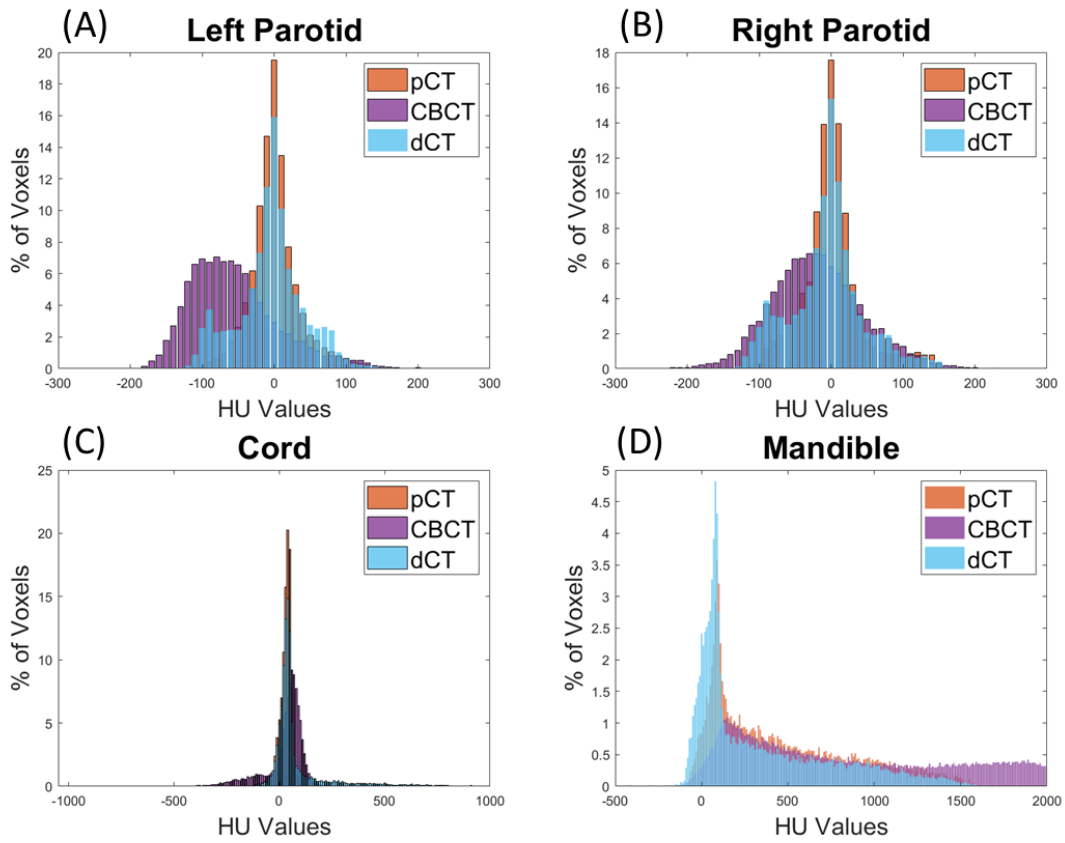 (A) Left Parotid
% of Voxels
20
18
16
14
12
10
8
6
4
2
0
pCT
CBCT
dCT
-300 -200 -100 0 100 200 300
HU Values
(B) Right Parotid
% of Voxels
18
16
14
12
10
8
6
4
2
0
pCT
CBCT
dCT
-300 -200 -100 0 100 200 300
HU Values
(C) Cord
% of Voxels
25
20
15
10
5
0
pCT
CBCT
dCT
-1000 -500 0 500 1000
HU Values
(D) Mandible
% of Voxels
5
4.5
4
3.5
3
2.5
2
1.5
1
0.5
0
pCT
CBCT
dCT
-500 0 500 1000 1500 2000
HU Values